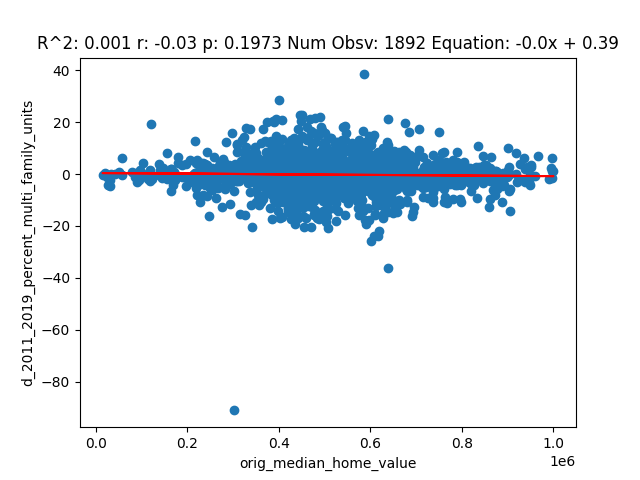 R^2: 0.001 r: -0.03 p: 0.1973 Num Obsv: 1892 Equation: -0.0x + 0.39
40
20
0
−20
−40
−60
−80
d_2011_2019_percent_multi_family_units
0.0 0.2 0.4 0.6 0.8 1.0
1e6
orig_median_home_value